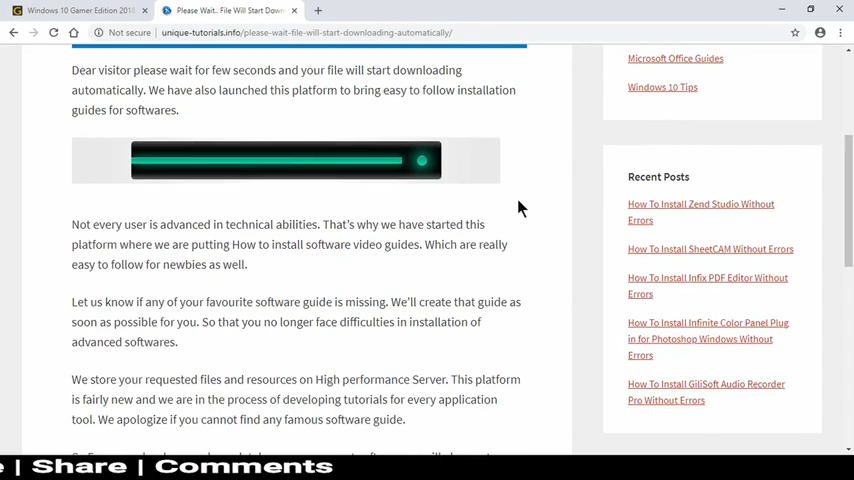 Windows 10 Gamer Edition 2018
Please Wait.. File Will Start Down
Not secure | unique-tutorials.info/please-wait-file-will-start-downloading-automatically/
Dear visitor please wait for few seconds and your file will start downloading
automatically. We have also launched this platform to bring easy to follow installation
guides for softwares.
Not every user is advanced in technical abilities. That's why we have started this
platform where we are putting How to install software video guides. Which are really
easy to follow for newbies as well.
Let us know if any of your favourite software guide is missing. We'll create that guide as
soon as possible for you. So that you no longer face difficulties in installation of
advanced softwares.
We store your requested files and resources on High performance Server. This platform
is fairly new and we are in the process of developing tutorials for every application
tool. We apologize if you cannot find any famous software guide.
Microsoft Office Guides
Windows 10 Tips
Recent Posts
How To Install Zend Studio Without
Errors
How To Install SheetCAM Without Errors
How To Install Infix PDF Editor Without
Errors
How To Install Infinite Color Panel Plug
in for Photoshop Windows Without
Errors
How To Install GiliSoft Audio Recorder
Pro Without Errors
e | Share | Comments